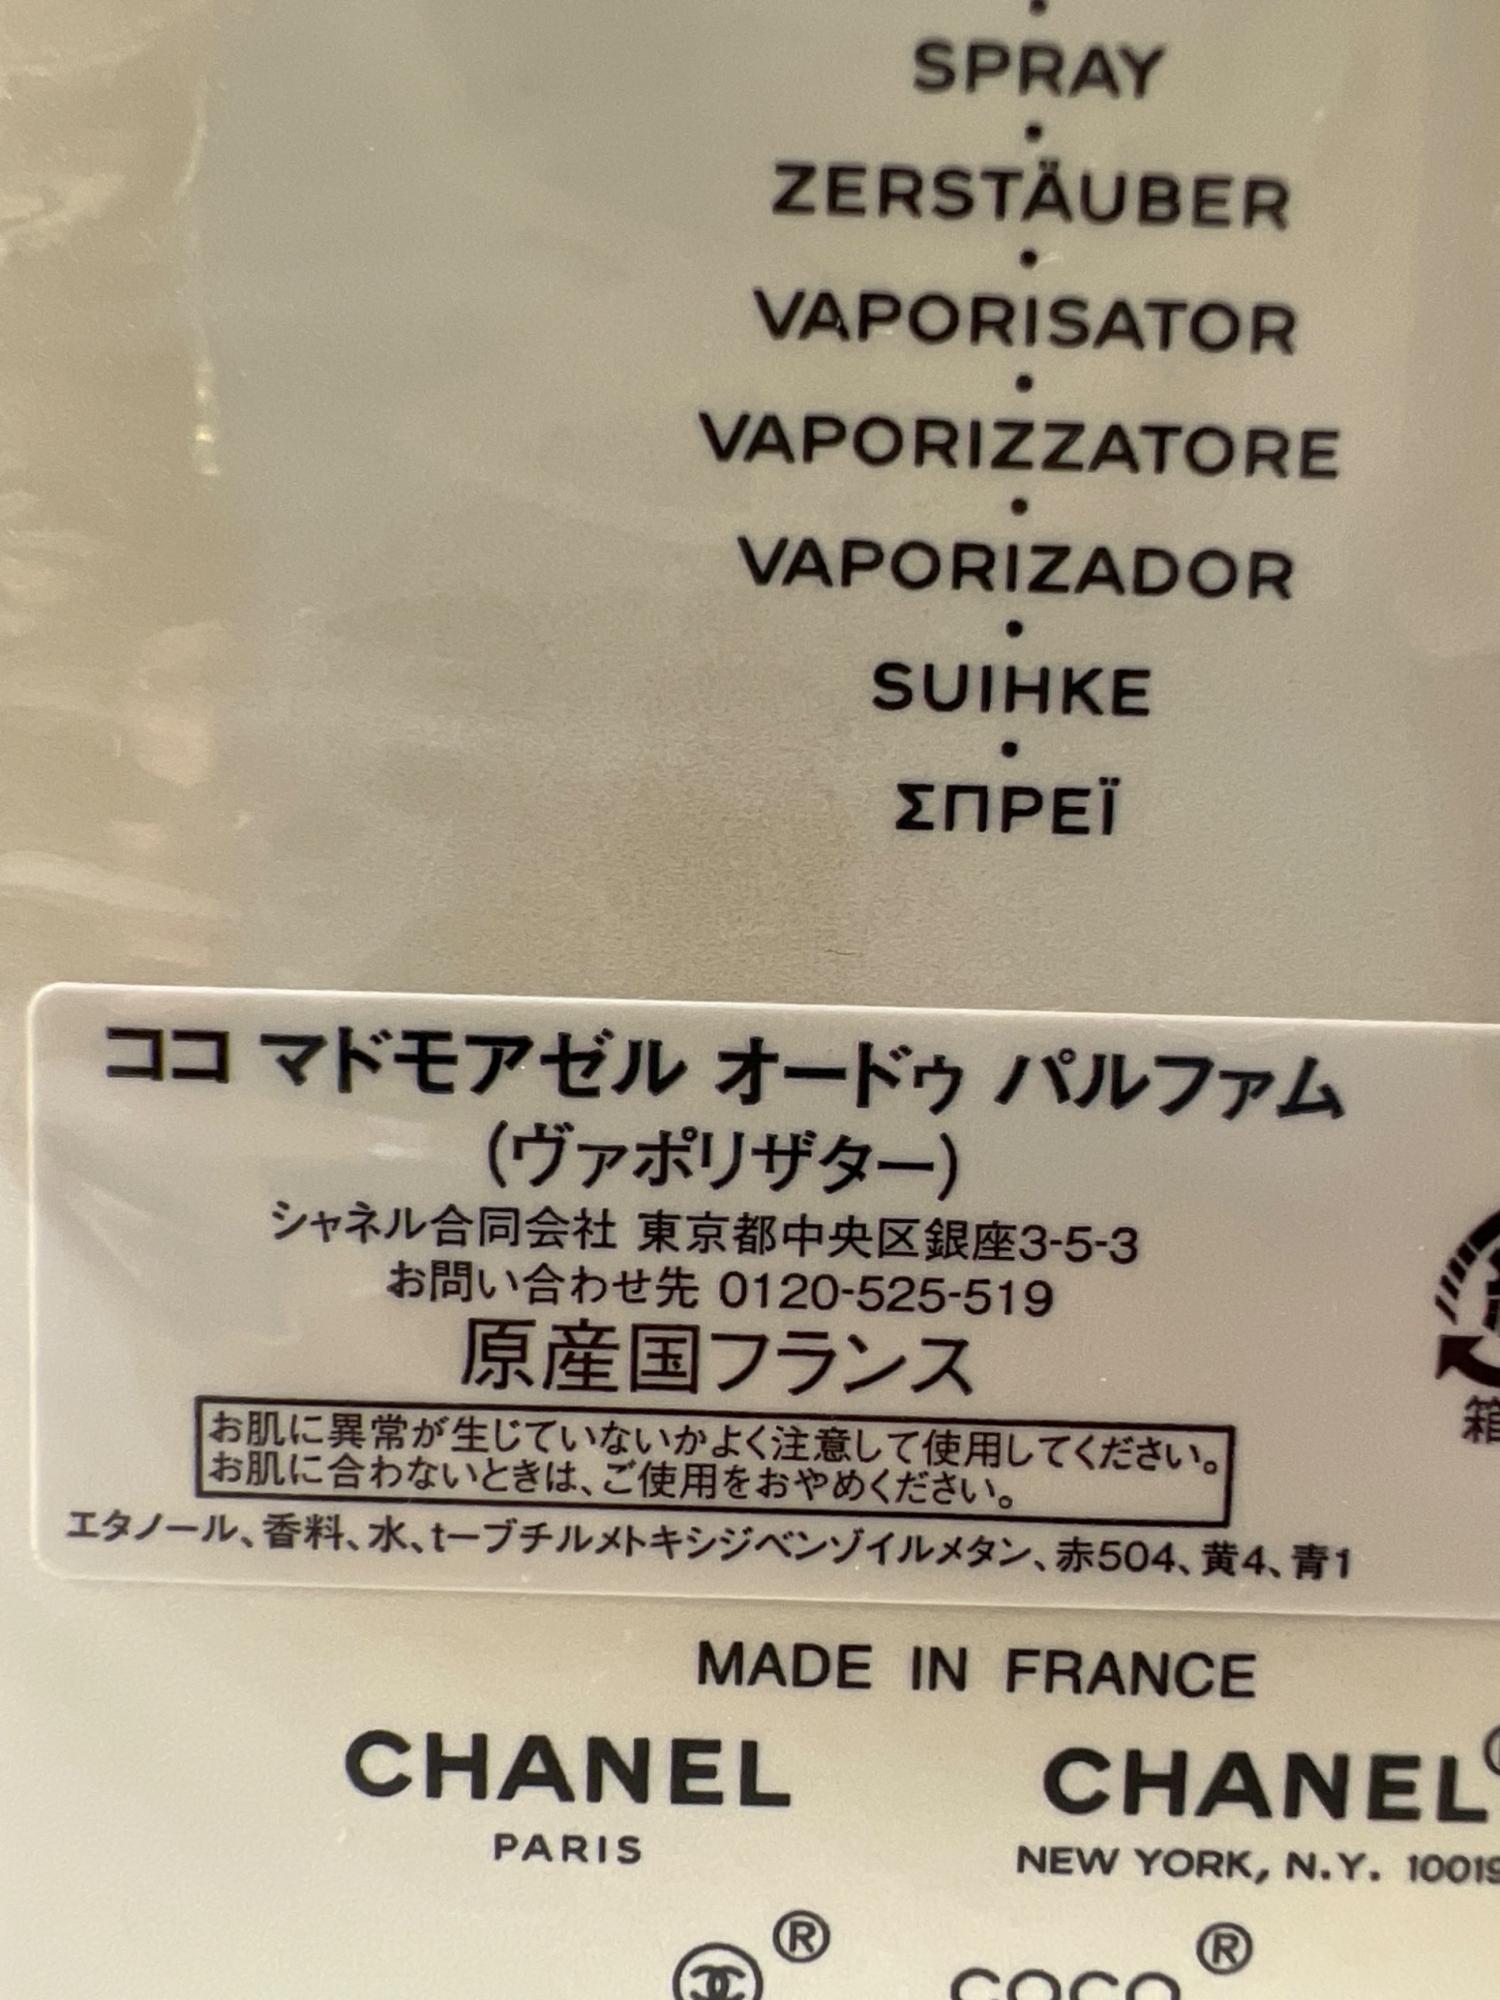 SPRAY
ZERSTÄUBER
VAPORISATOR
VAPORIZZATORE
VAPORIZADOR
SUIHKE
ΣΠΡΕΪ
ココ マドモアゼル オードゥ パルファム
(ヴァポリザター)
シャネル合同会社 東京都中央区銀座3-5-3
お問い合わせ先 0120-525-519
原産国フランス
お肌に異常が生じていないかよく注意して使用してください。
お肌に合わないときは、ご使用をおやめください。
エタノール、香料、水、t−ブチルメトキシジベンゾイルメタン、赤504、黄4、青1
箱
MADE IN FRANCE
CHANEL CHANEL
PARIS NEW YORK, N.Y. 10019
® COCO ®